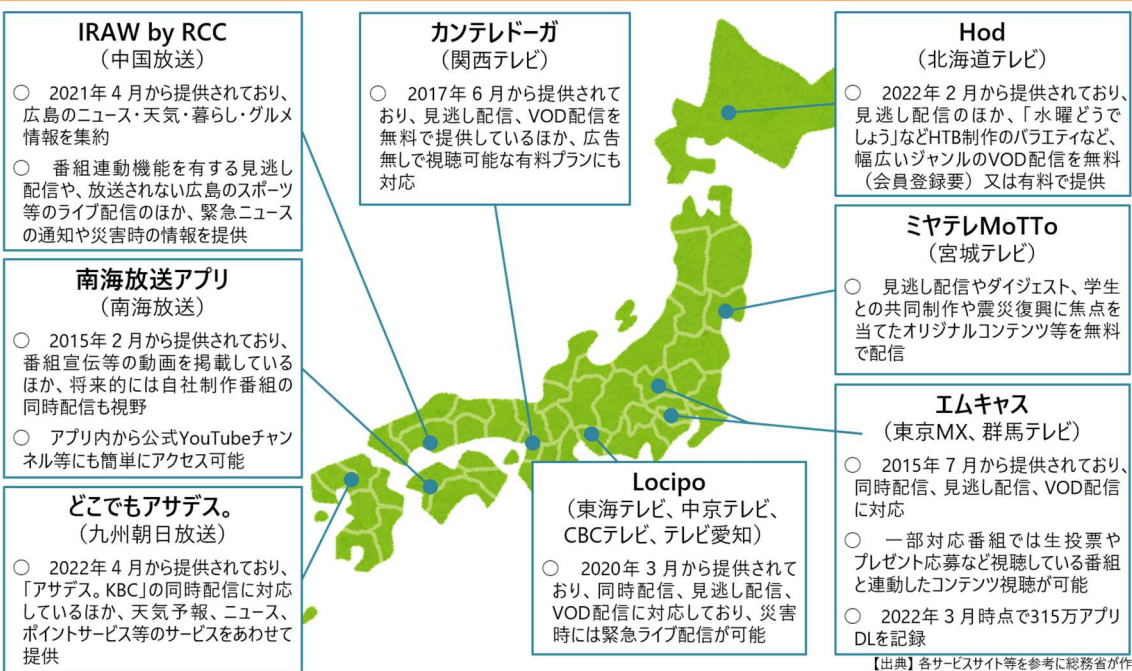 IRAW by RCC
（中国放送）
○　2021年４月から提供されており、
広島のニュース・天気・暮らし・グルメ
情報を集約
○　番組連動機能を有する見逃し
配信や、放送されない広島のスポーツ
等のライブ配信のほか、緊急ニュース
の通知や災害時の情報を提供
南海放送アプリ
（南海放送）
○　2015年２月から提供されており、
番組宣伝等の動画を掲載している
ほか、将来的には自社制作番組の
同時配信も視野
○　アプリ内から公式YouTubeチャン
ネル等にも簡単にアクセス可能
どこでもアサデス。
（九州朝日放送）
○　2022年４月から提供されており、
「アサデス。KBC」の同時配信に対応
しているほか、天気予報、ニュース、
ポイントサービス等のサービスをあわせて
提供
カンテレドーガ
（関西テレビ）
○　2017年６月から提供されて
おり、見逃し配信、VOD配信を
無料で提供しているほか、広告
無しで視聴可能な有料プランにも
対応
Locipo
（東海テレビ、中京テレビ、
CBCテレビ、テレビ愛知）
○　2020年３月から提供されて
おり、同時配信、見逃し配信、
VOD配信に対応しており、災害
時には緊急ライブ配信が可能
Hod
（北海道テレビ）
○　2022年２月から提供されており、
見逃し配信のほか、「水曜どうで
しょう」などHTB制作のバラエティなど、
幅広いジャンルのVOD配信を無料
（会員登録要）又は有料で提供
ミヤテレMoTTo
（宮城テレビ）
○　見逃し配信やダイジェスト、学生
との共同制作や震災復興に焦点を
当てたオリジナルコンテンツ等を無料
で配信
エムキャス
（東京MX、群馬テレビ）
○　2015年７月から提供されており、
同時配信、見逃し配信、VOD配信
に対応
○　一部対応番組では生投票や
プレゼント応募など視聴している番組
と連動したコンテンツ視聴が可能
○　2022年３月時点で315万アプリ
DLを記録
【出典】各サービスサイト等を参考に総務省が作